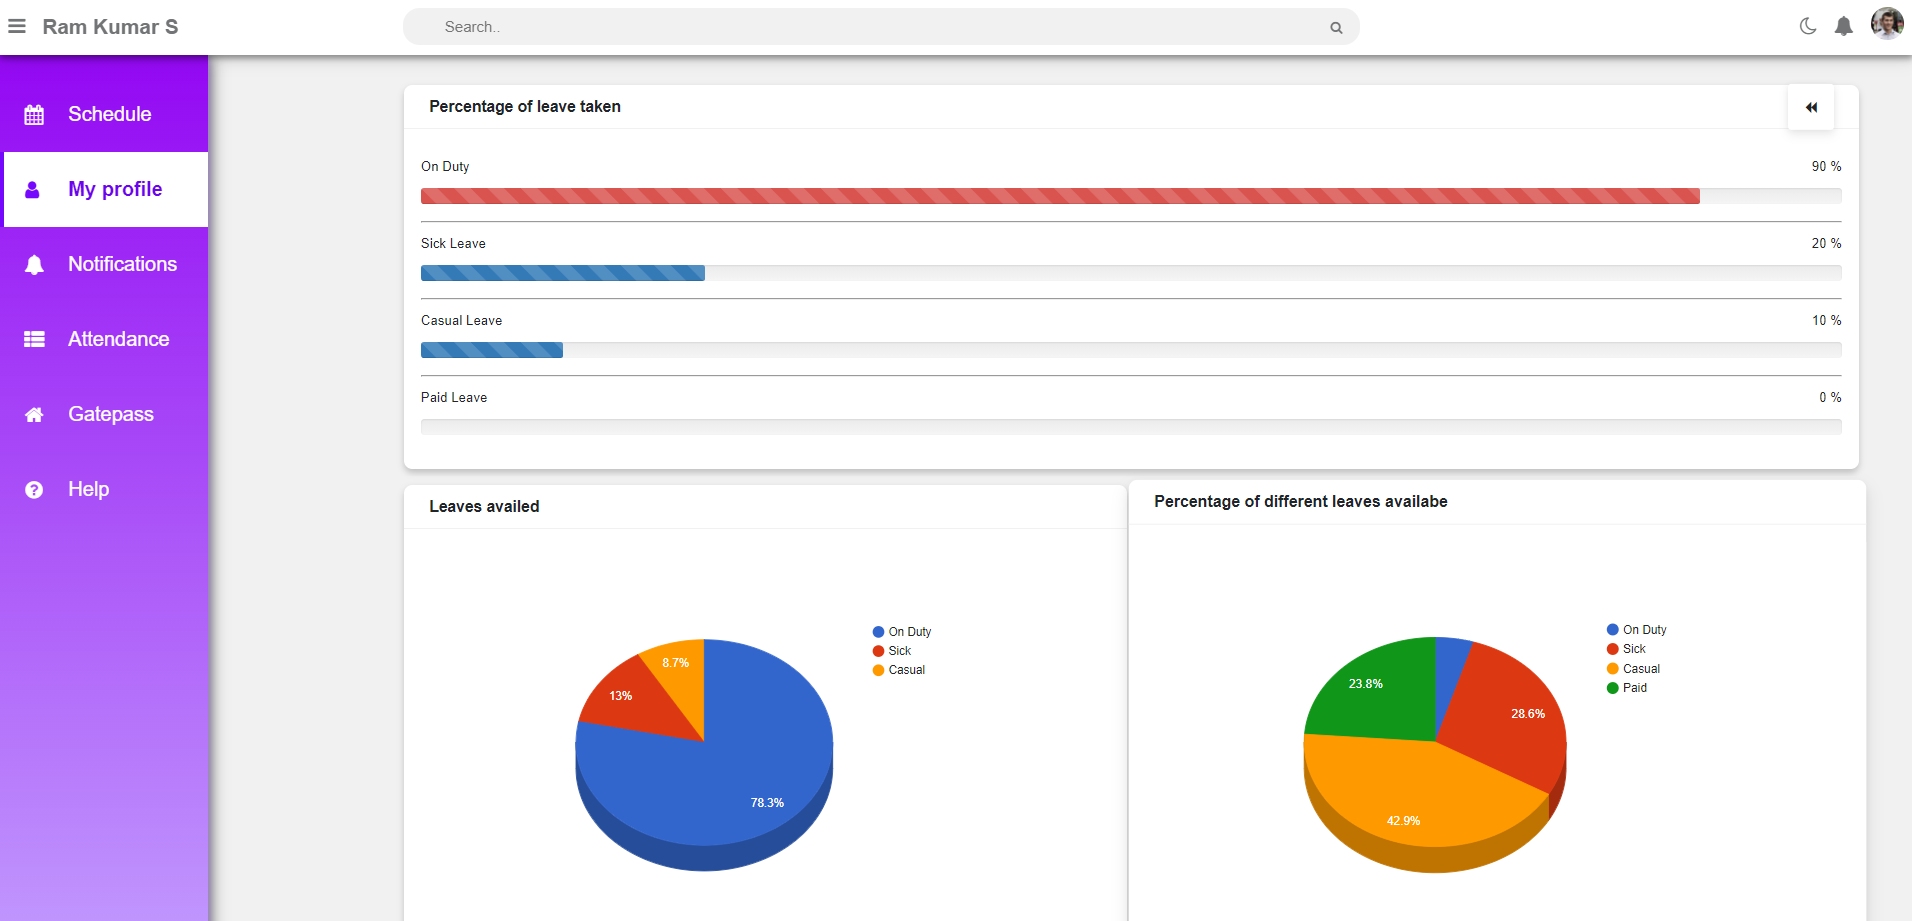 Ram Kumar S
Search..
Schedule
My profile
Notifications
Attendance
Gatepass
Help
Percentage of leave taken
On Duty 90 %
Sick Leave 20 %
Casual Leave 10 %
Paid Leave 0 %
Leaves availed
On Duty
Sick
Casual
8.7%
13%
78.3%
Percentage of different leaves availabe
On Duty
Sick
Casual
Paid
23.8%
28.6%
42.9%